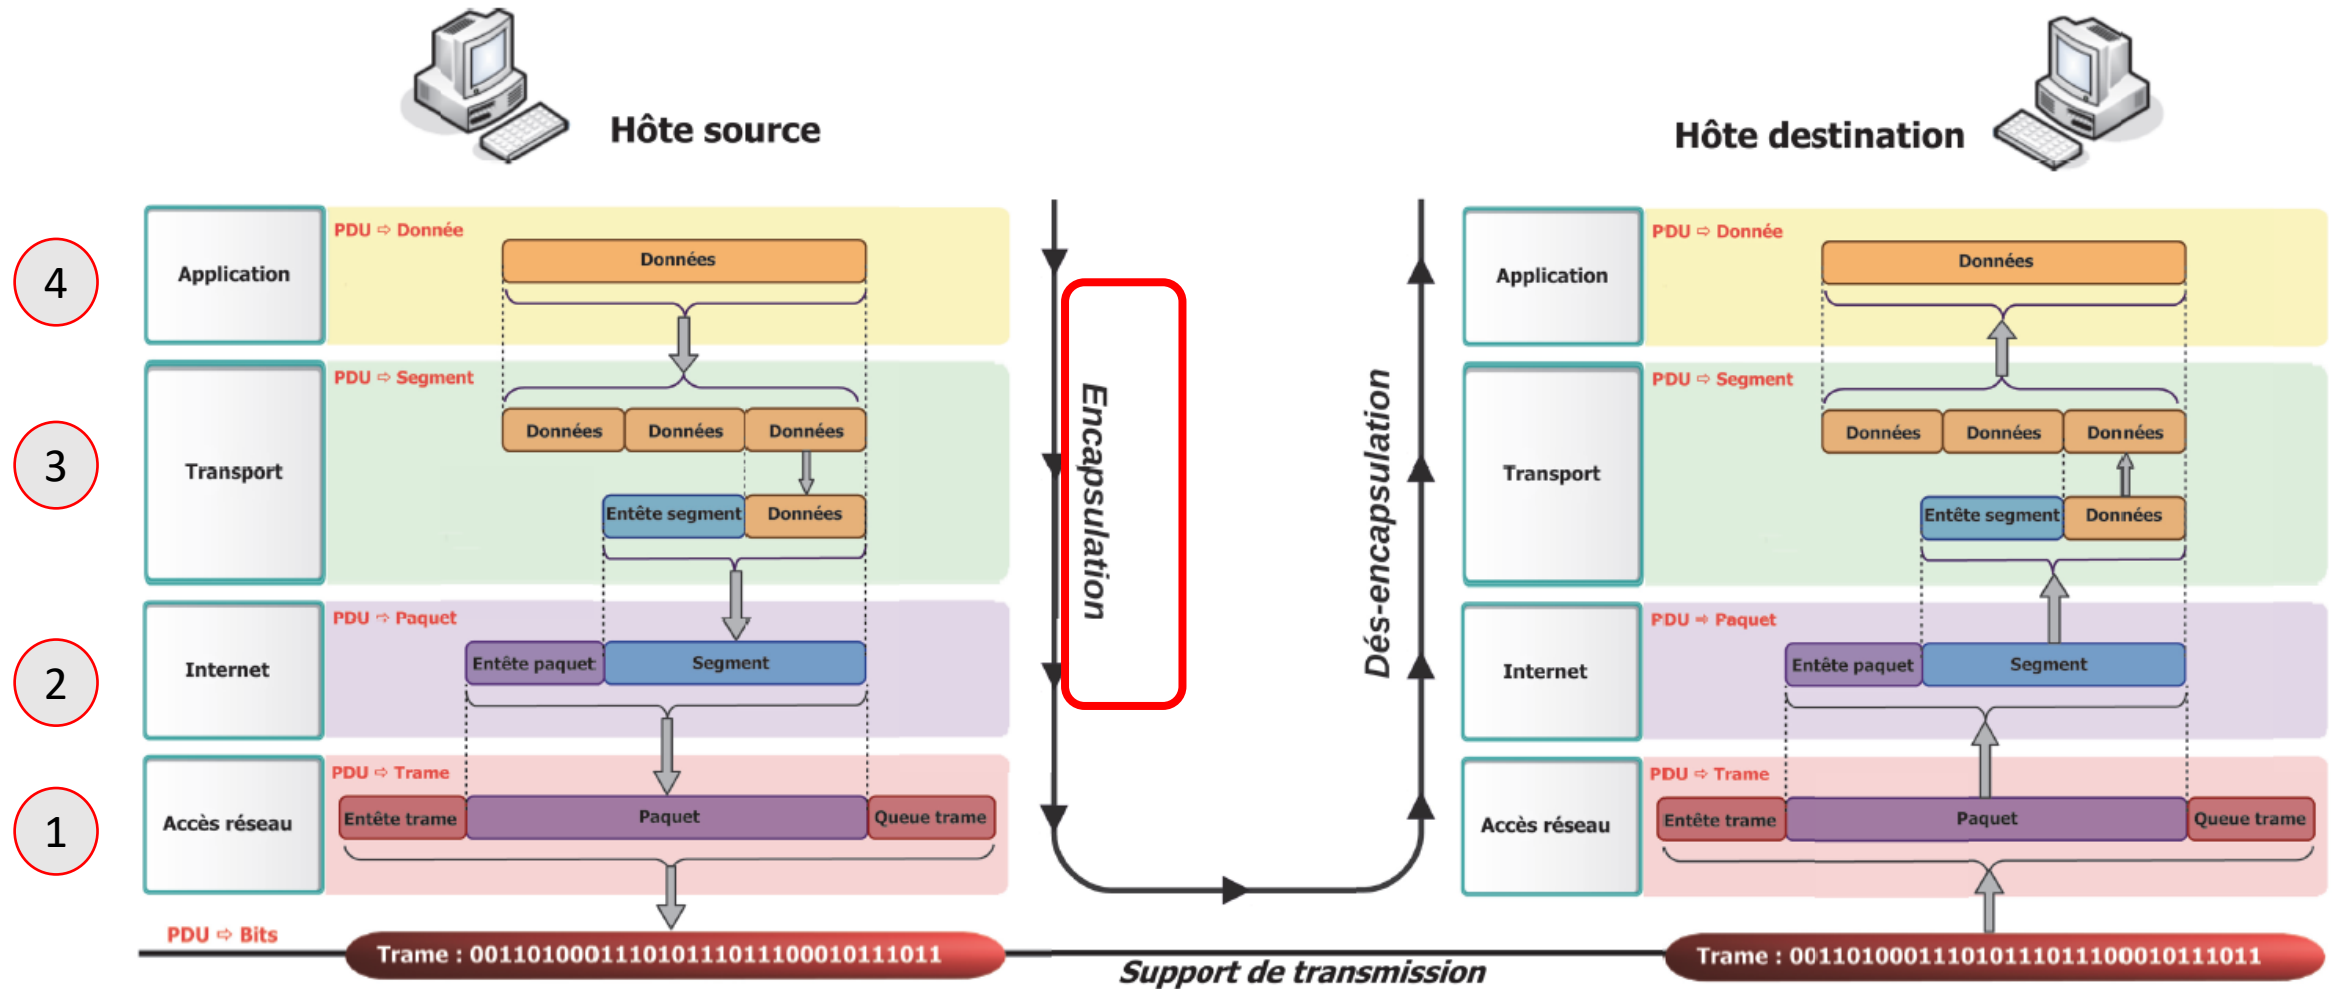 Hôte source
Hôte destination
4
Application
PDU ⇨ Donnée
Données
3
Transport
PDU ⇨ Segment
Données Données Données
Entête segment Données
2
Internet
PDU ⇨ Paquet
Entête paquet Segment
1
Accès réseau
PDU ⇨ Trame
Entête trame Paquet Queue trame
PDU ⇨ Bits
Trame : 00110100011101011101110001011​1011
Encapsulation
Dés-encapsulation
Support de transmission
Application
PDU ⇨ Donnée
Données
Transport
PDU ⇨ Segment
Données Données Données
Entête segment Données
Internet
PDU ⇨ Paquet
Entête paquet Segment
Accès réseau
PDU ⇨ Trame
Entête trame Paquet Queue trame
Trame : 001101000111010111011100010111011